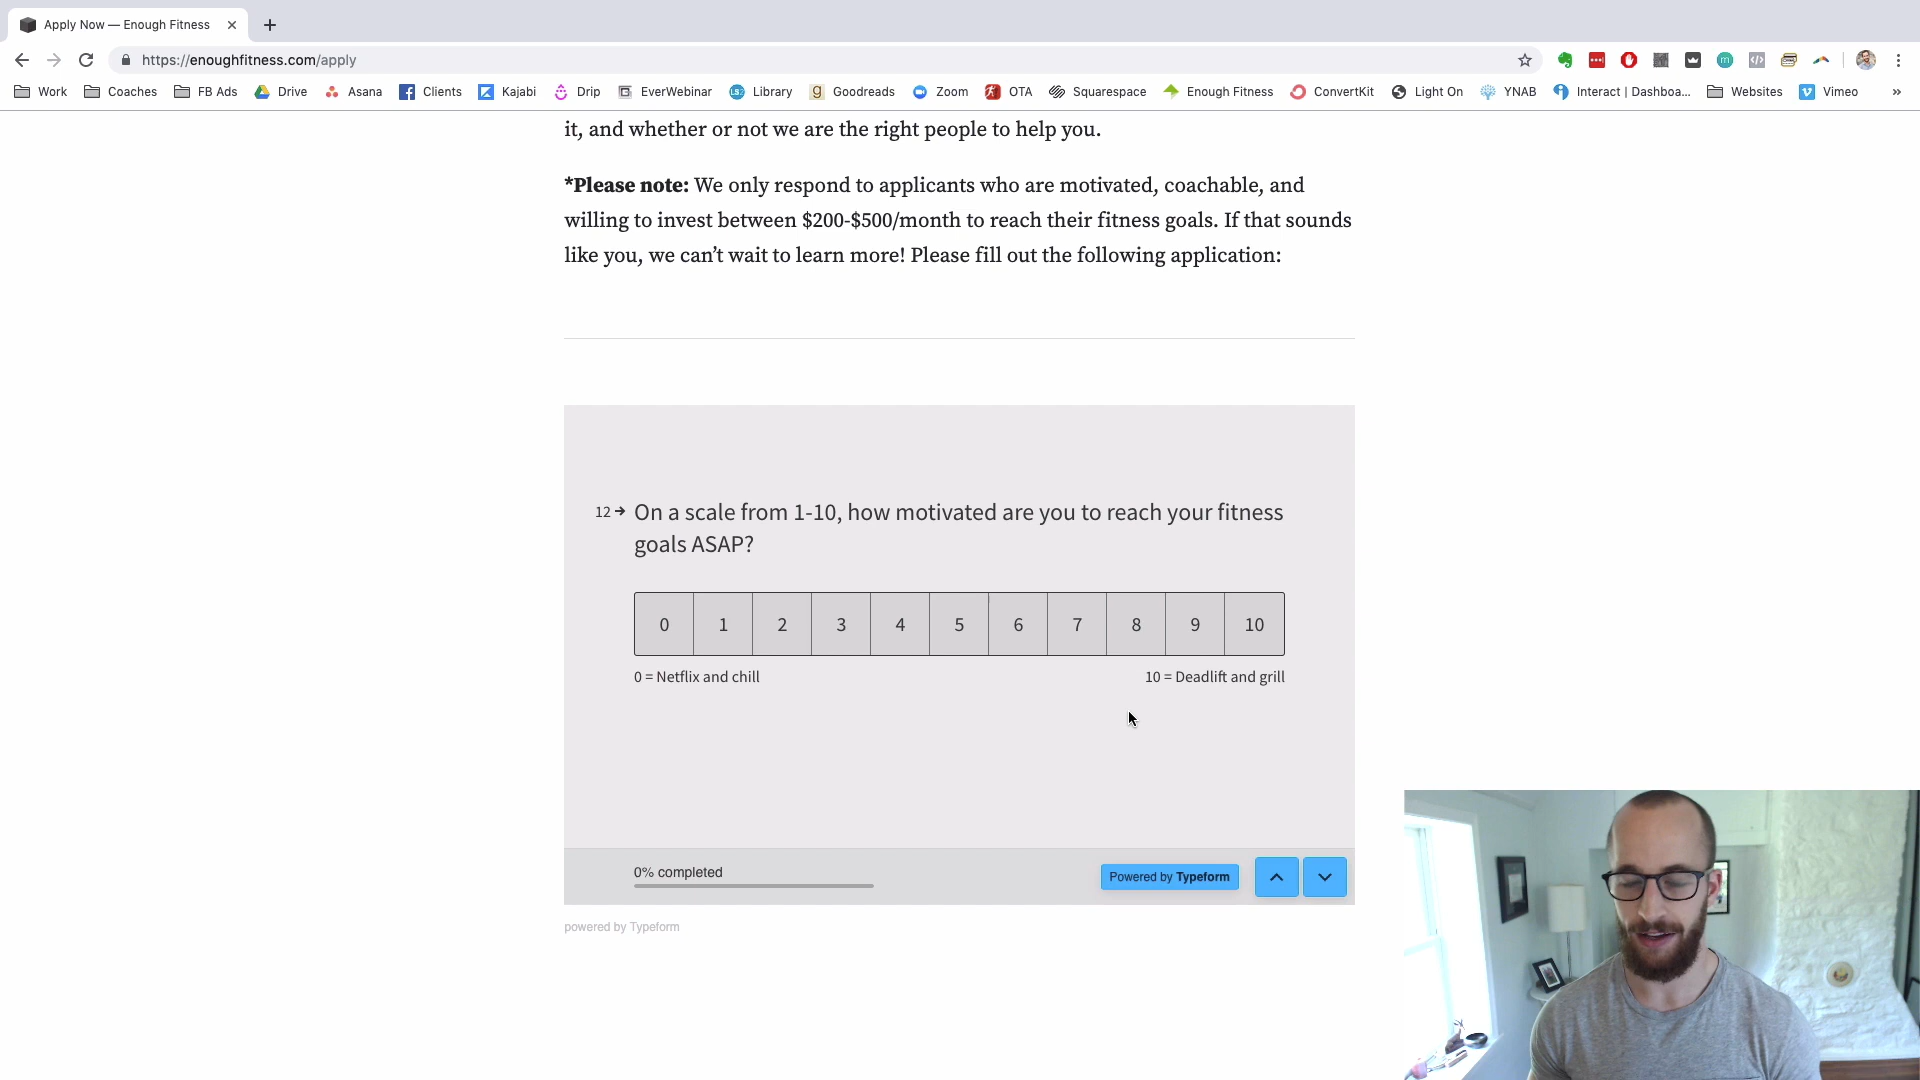 Apply Now — Enough Fitness
https://enoughfitness.com/apply
Work Coaches FB Ads Drive Asana Clients Kajabi Drip EverWebinar Library Goodreads Zoom OTA Squarespace Enough Fitness ConvertKit Light On YNAB Interact | Dashboa... Websites Vimeo »
it, and whether or not we are the right people to help you.
*Please note: We only respond to applicants who are motivated, coachable, and
willing to invest between $200-$500/month to reach their fitness goals. If that sounds
like you, we can’t wait to learn more! Please fill out the following application:
12 → On a scale from 1-10, how motivated are you to reach your fitness
goals ASAP?
0 1 2 3 4 5 6 7 8 9 10
0 = Netflix and chill 10 = Deadlift and grill
0% completed Powered by Typeform
powered by Typeform